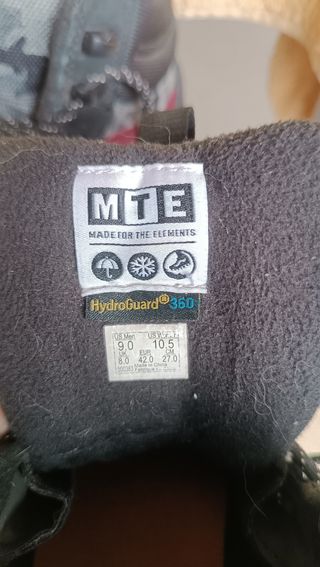 MTE
MADE FOR THE ELEMENTS
HydroGuard® 360
US Men
9.0 10.5
UK EUR CM
8.0 42.0 27.0
Made in China